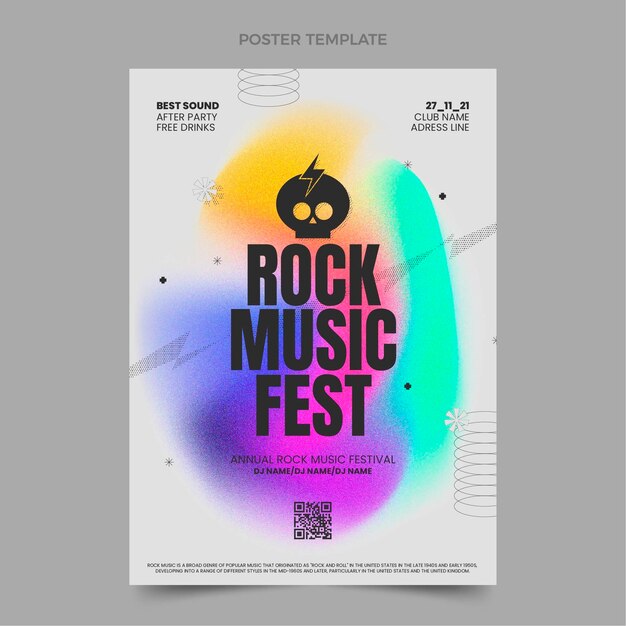 POSTER TEMPLATE
BEST SOUND
AFTER PARTY
FREE DRINKS
27_11_21
CLUB NAME
ADRESS LINE
ROCK
MUSIC
FEST
ANNUAL ROCK MUSIC FESTIVAL
DJ NAME/DJ NAME/DJ NAME
ROCK MUSIC IS A BROAD GENRE OF POPULAR MUSIC THAT ORIGINATED AS "ROCK AND ROLL" IN THE UNITED STATES IN THE LATE 1940S AND EARLY 1950S,
DEVELOPING INTO A RANGE OF DIFFERENT STYLES IN THE MID-1960S AND LATER, PARTICULARLY IN THE UNITED STATES AND THE UNITED KINGDOM.